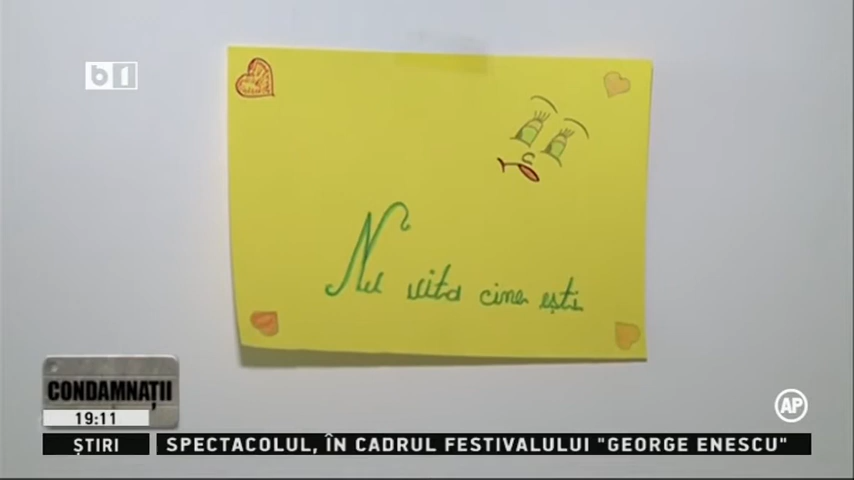 b1
Nu uita cine ești
CONDAMNAȚII
19:11
AP
ȘTIRI
SPECTACOLUL, ÎN CADRUL FESTIVALULUI "GEORGE ENESCU"